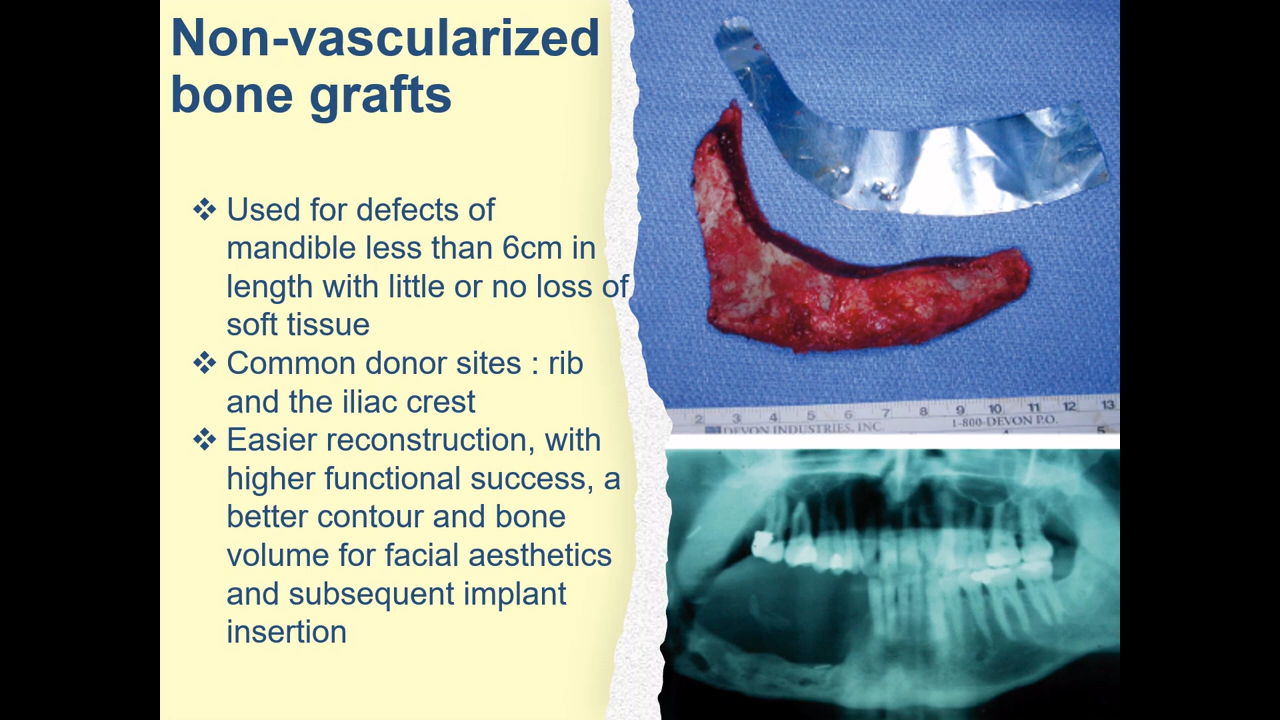 Non-vascularized
bone grafts
❖ Used for defects of
mandible less than 6cm in
length with little or no loss of
soft tissue
❖ Common donor sites : rib
and the iliac crest
❖ Easier reconstruction, with
higher functional success, a
better contour and bone
volume for facial aesthetics
and subsequent implant
insertion
2 3 4 5 6 7 8 9 10 11 12 13
DEVON INDUSTRIES, INC. 1-800-DEVON P.O.